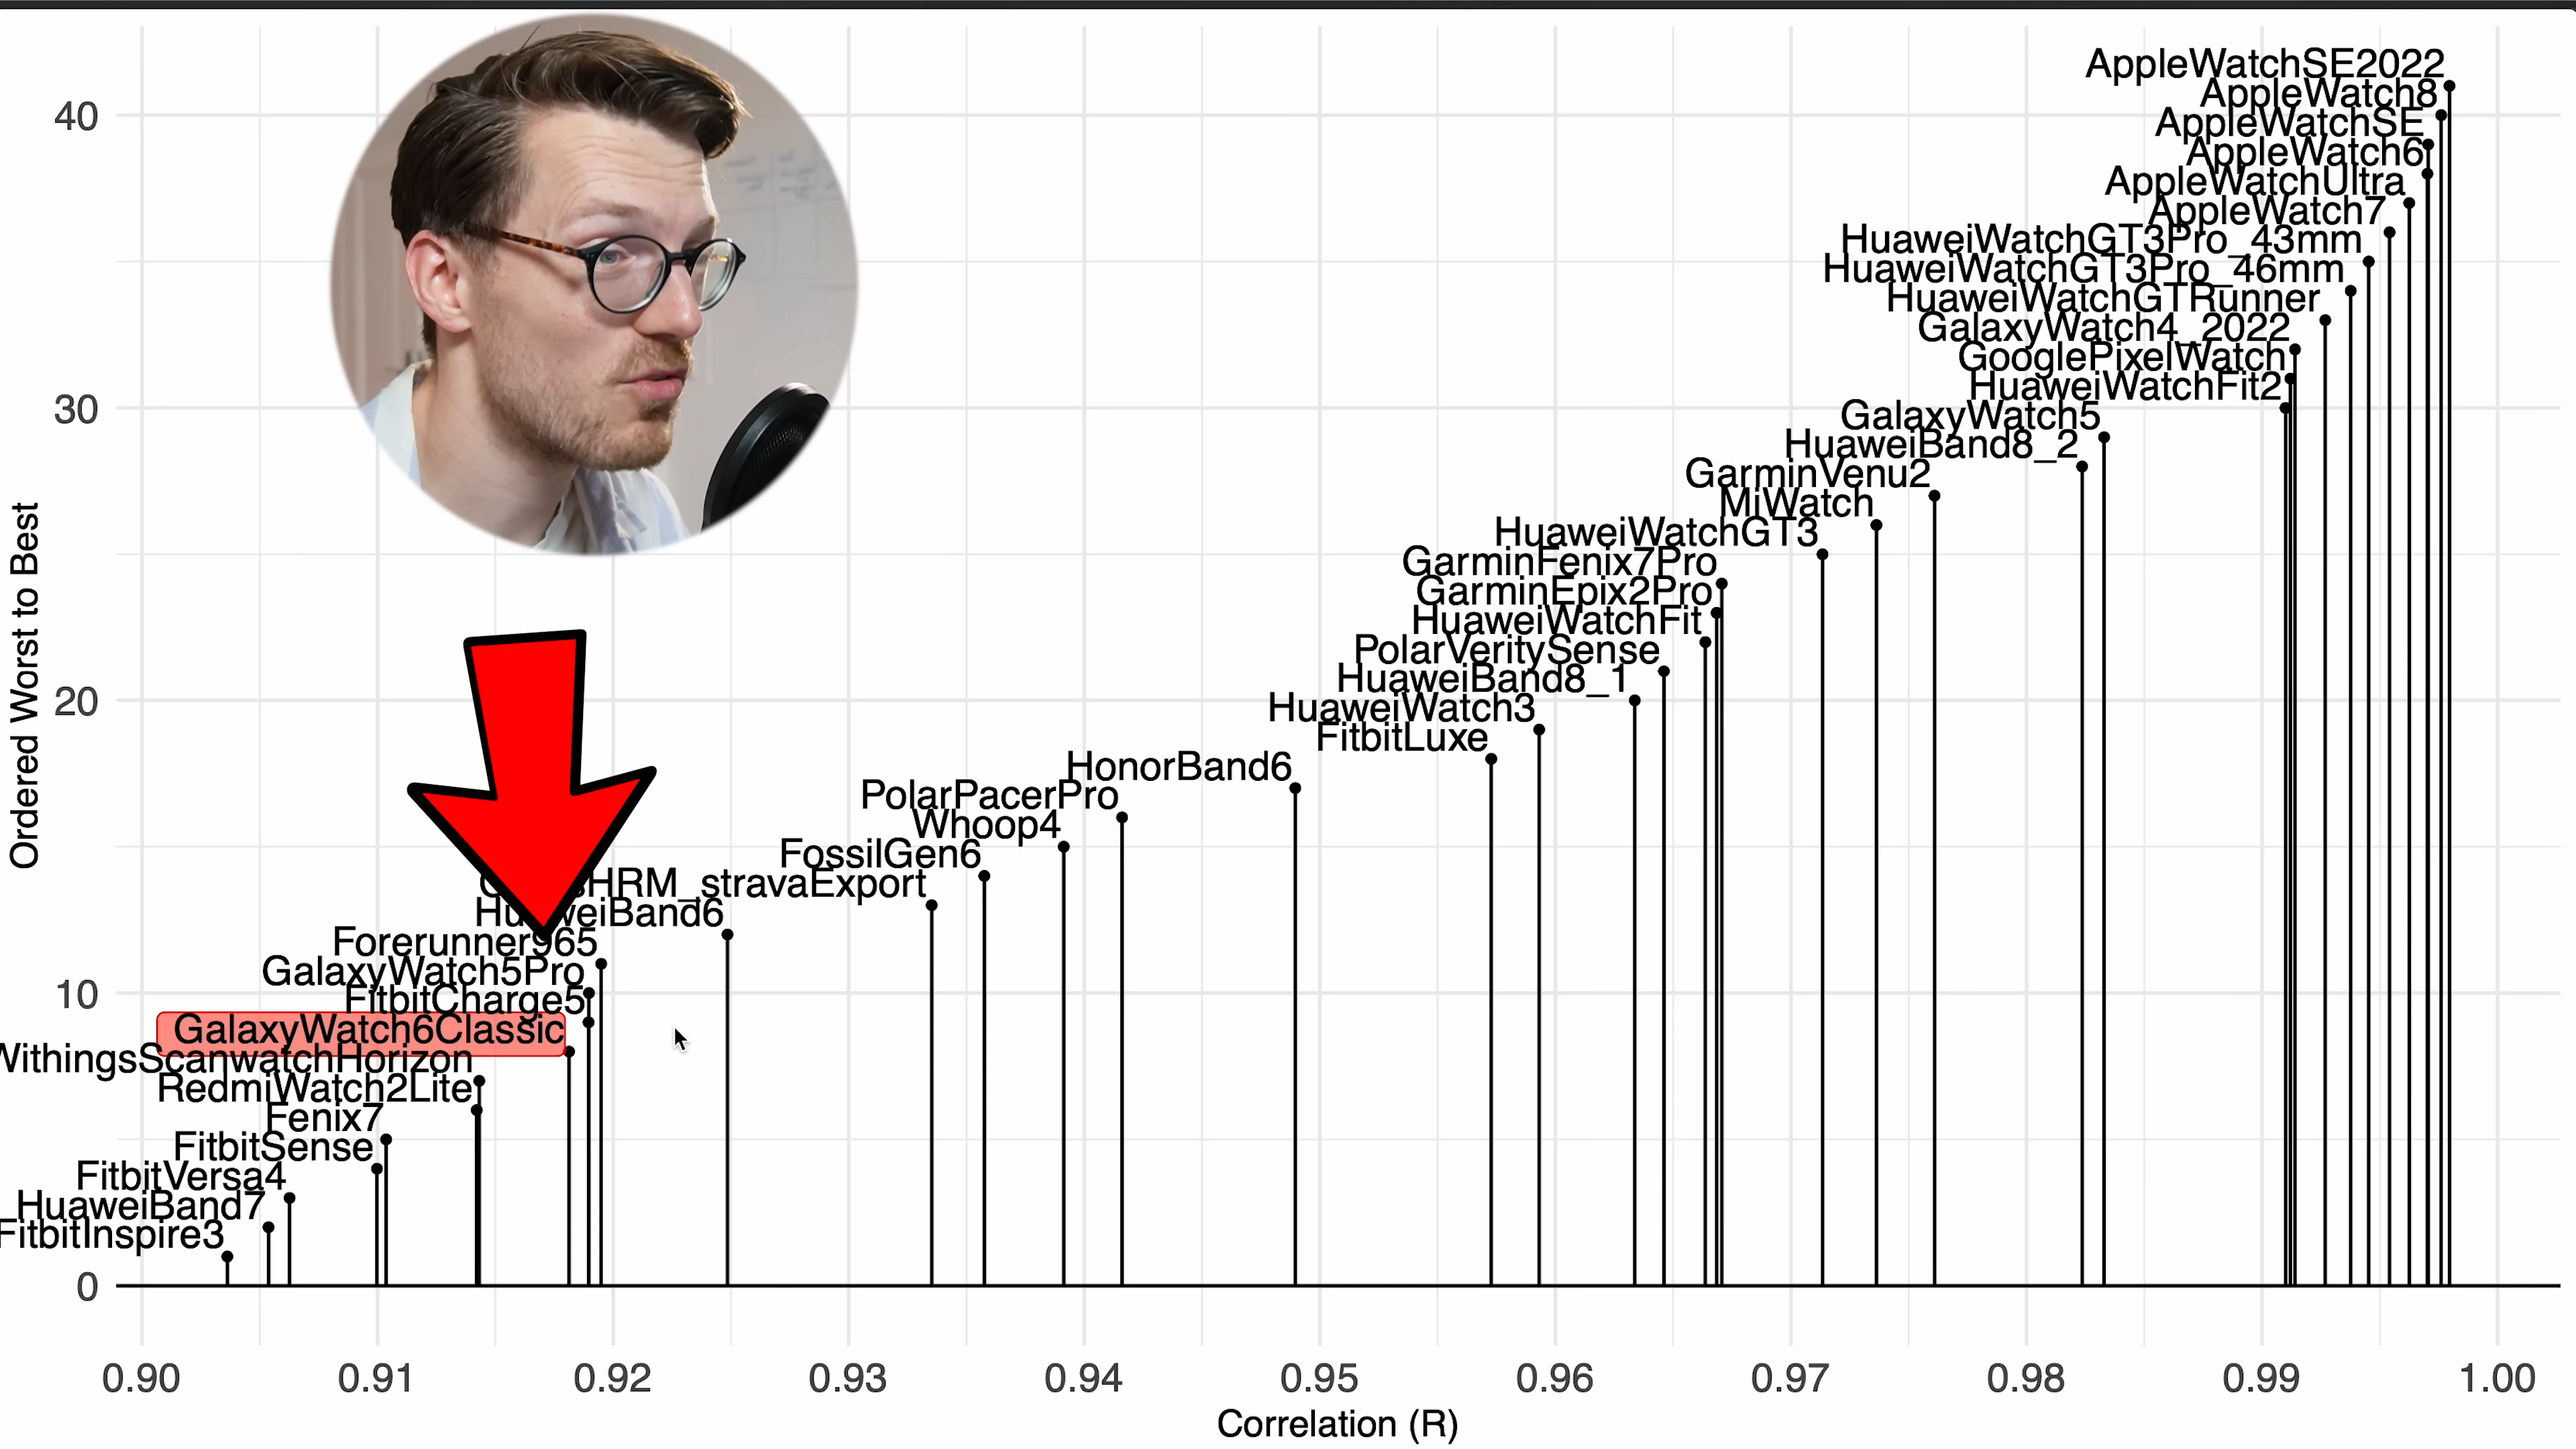 AppleWatchSE2022
AppleWatch8
AppleWatchSE
AppleWatch6
AppleWatchUltra
AppleWatch7
HuaweiWatchGT3Pro_43mm
HuaweiWatchGT3Pro_46mm
HuaweiWatchGTRunner
GalaxyWatch4_2022
GooglePixelWatch
HuaweiWatchFit2
GalaxyWatch5
HuaweiBand8_2
GarminVenu2
MiWatch
HuaweiWatchGT3
GarminFenix7Pro
GarminEpix2Pro
HuaweiWatchFit
PolarVeritySense
HuaweiBand8_1
HuaweiWatch3
FitbitLuxe
HonorBand6
PolarPacerPro
Whoop4
FossilGen6
HRM_stravaExport
HuaweiBand6
Forerunner965
GalaxyWatch5Pro
FitbitCharge5
GalaxyWatch6Classic
WithingsScanwatchHorizon
RedmiWatch2Lite
Fenix7
FitbitSense
FitbitVersa4
HuaweiBand7
FitbitInspire3
40
30
20
10
0
Ordered Worst to Best
0.90 0.91 0.92 0.93 0.94 0.95 0.96 0.97 0.98 0.99 1.00
Correlation (R)